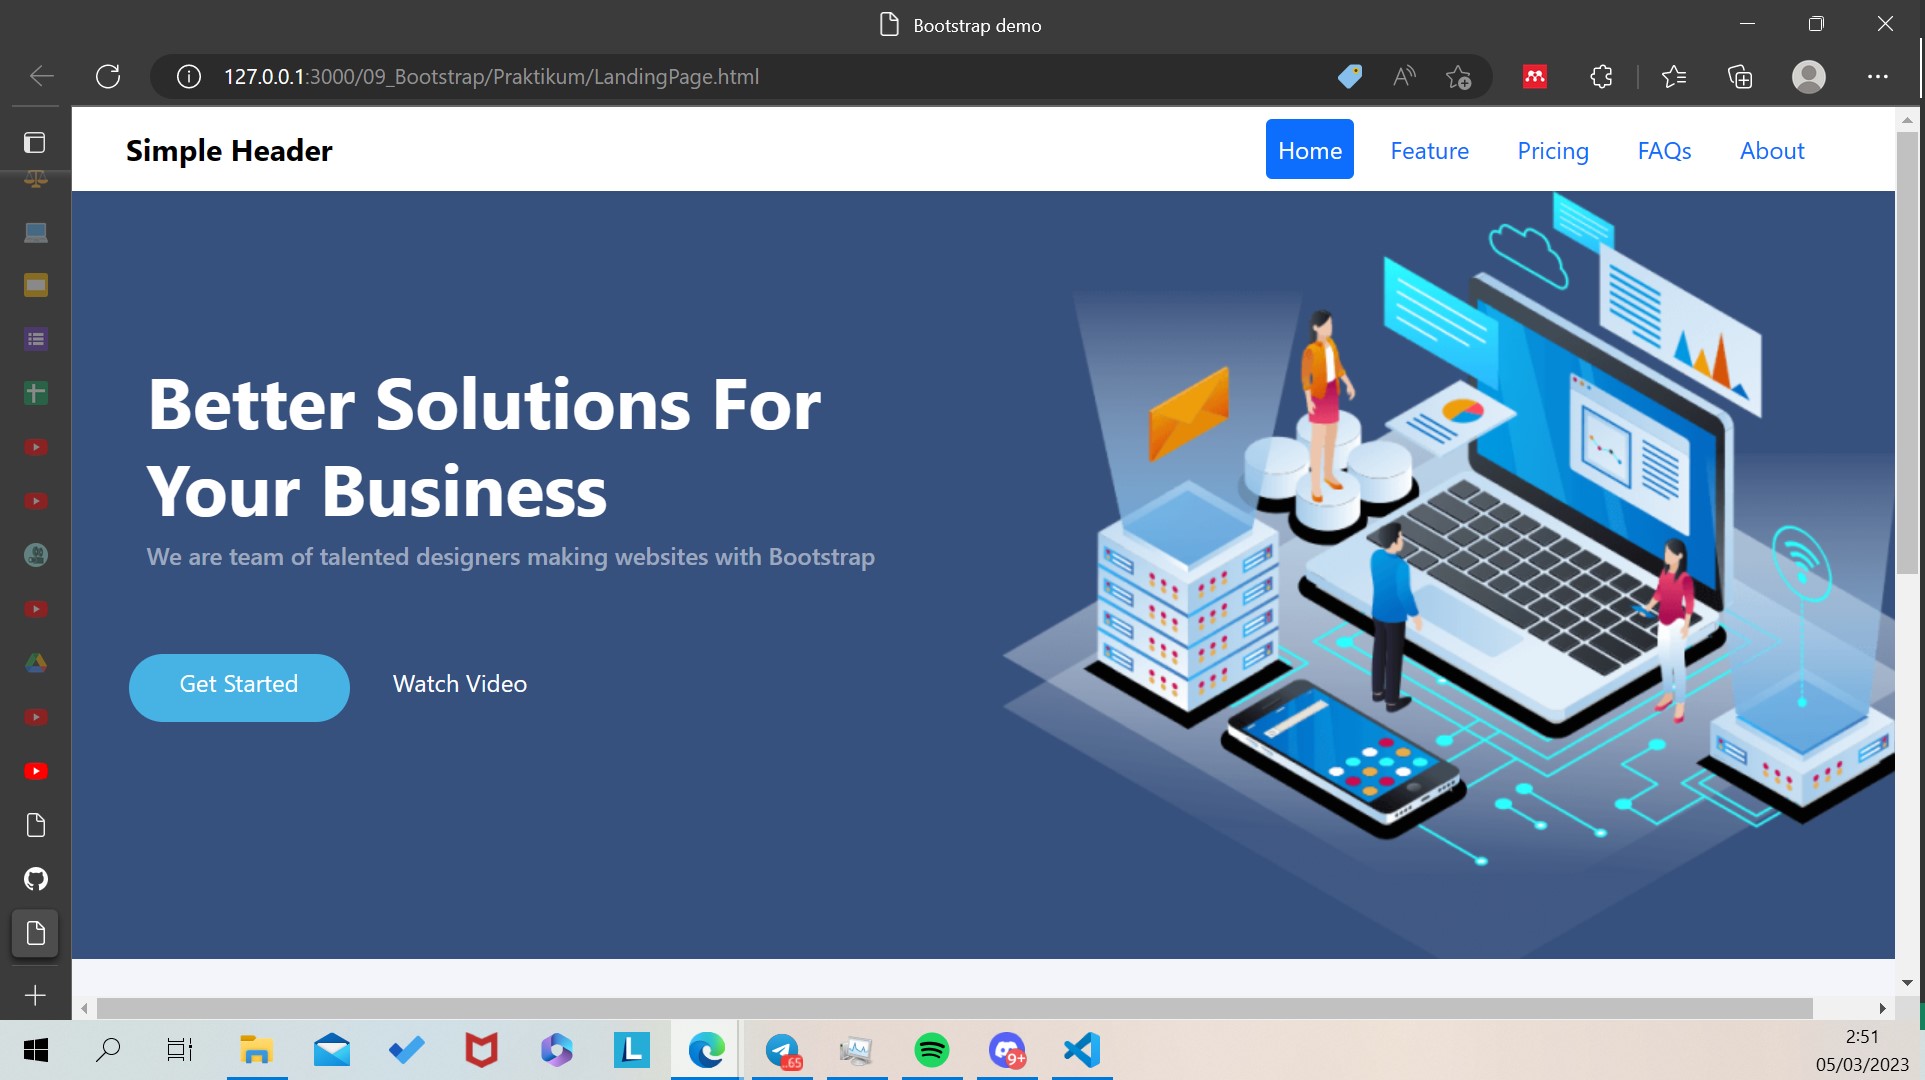 Bootstrap demo
127.0.0.1:3000/09_Bootstrap/Praktikum/LandingPage.html
Simple Header
Home
Feature
Pricing
FAQs
About
Better Solutions For
Your Business
We are team of talented designers making websites with Bootstrap
Get Started
Watch Video
L
..65
9+
2:51
05/03/2023